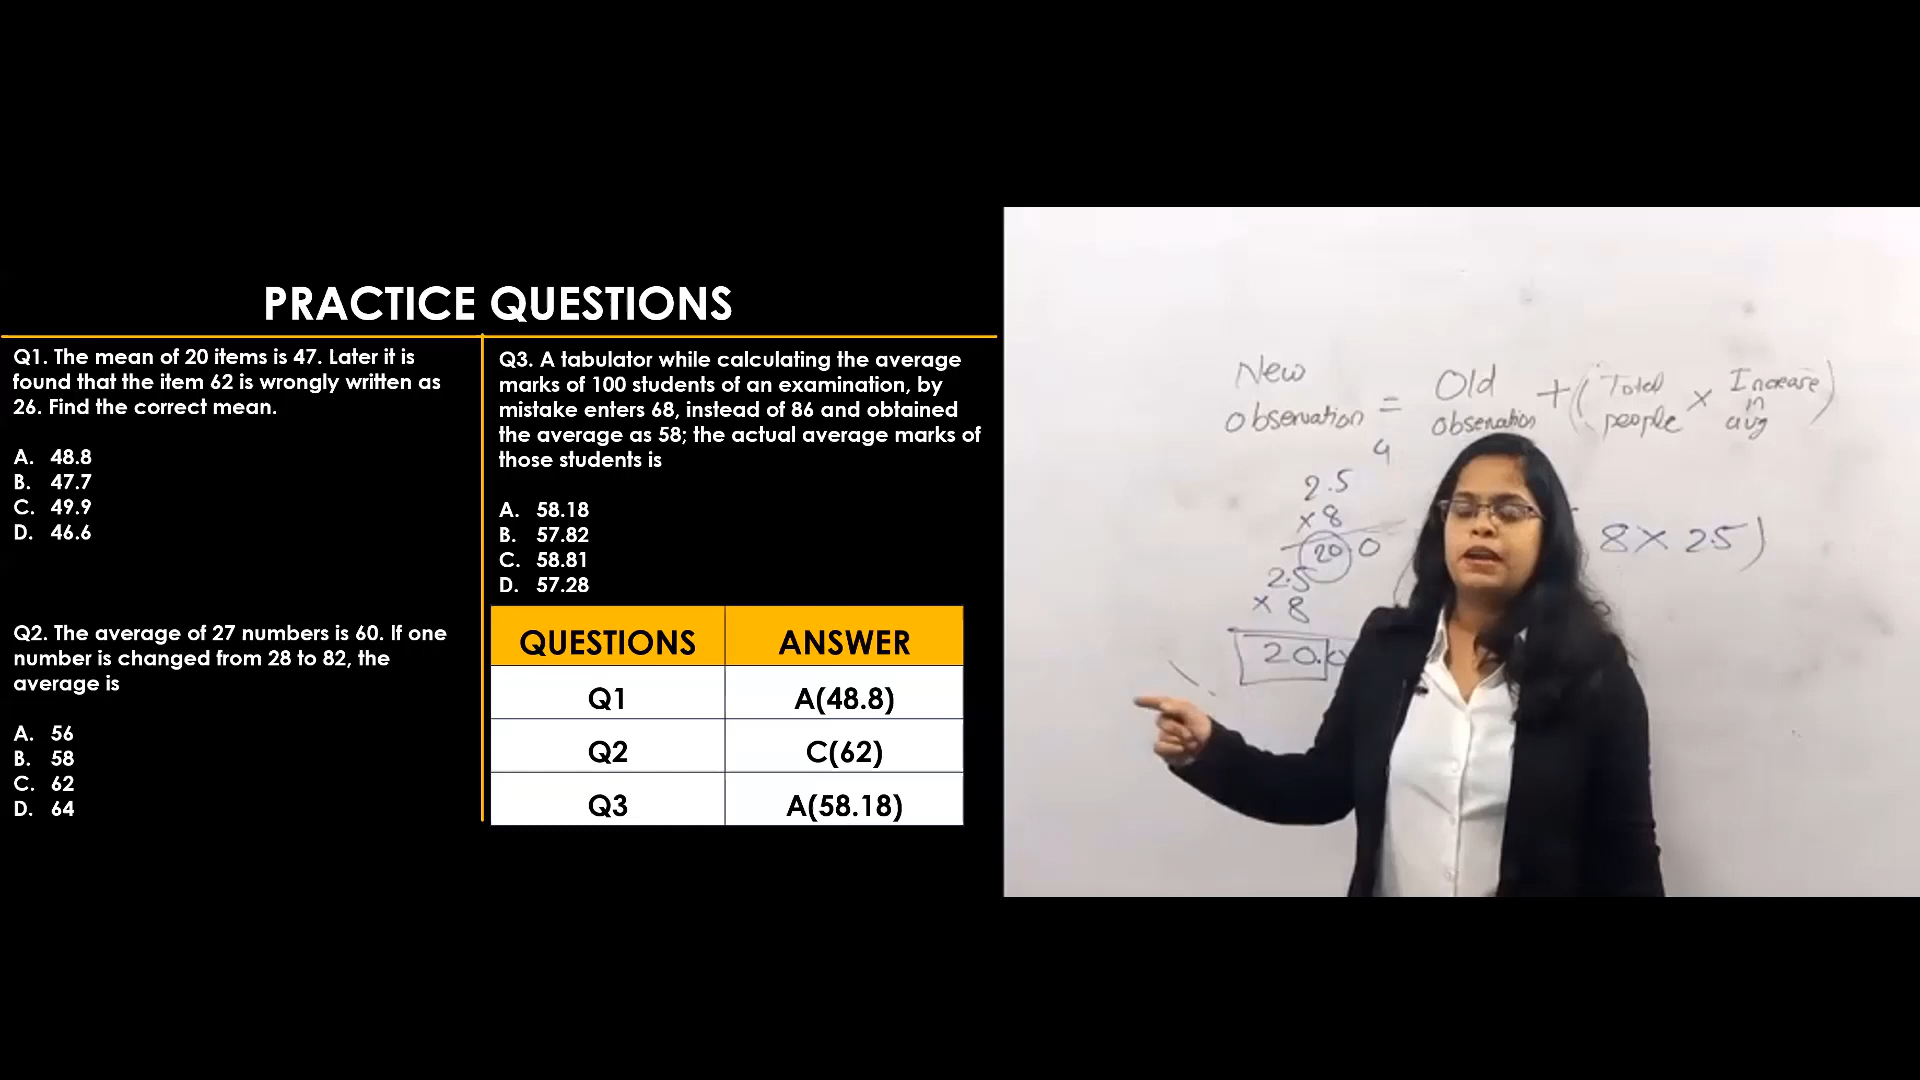 PRACTICE QUESTIONS
Q1. The mean of 20 items is 47. Later it is
found that the item 62 is wrongly written as
26. Find the correct mean.
A. 48.8
B. 47.7
C. 49.9
D. 46.6
Q2. The average of 27 numbers is 60. If one
number is changed from 28 to 82, the
average is
A. 56
B. 58
C. 62
D. 64
Q3. A tabulator while calculating the average
marks of 100 students of an examination, by
mistake enters 68, instead of 86 and obtained
the average as 58; the actual average marks of
those students is
A. 58.18
B. 57.82
C. 58.81
D. 57.28
QUESTIONS ANSWER
Q1 A(48.8)
Q2 C(62)
Q3 A(58.18)
New
observation = Old observation + (Total people × Increase in avg)
4
2.5
×8
20 0
8×2.5)
2.5
× 8
20.0